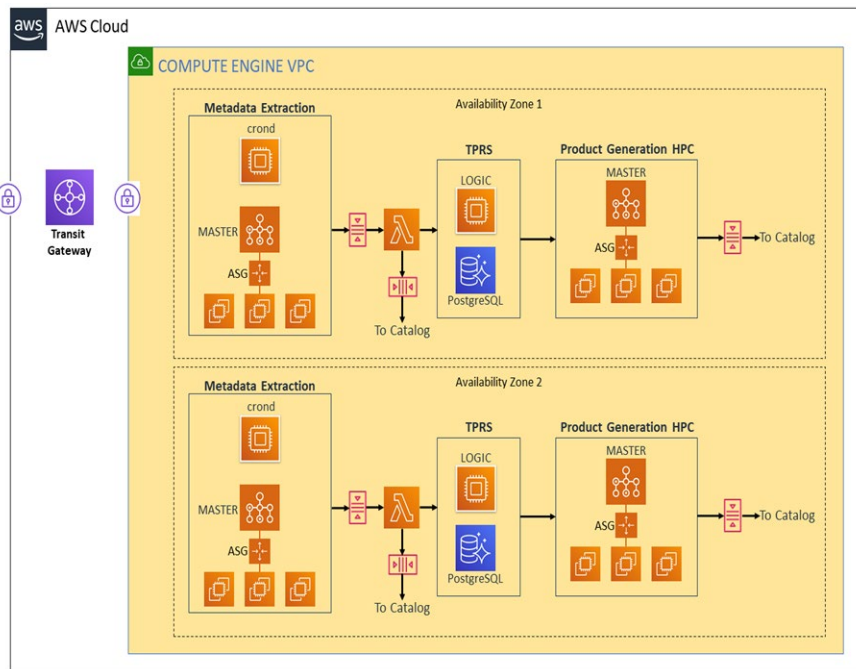 aws
AWS Cloud
COMPUTE ENGINE VPC
Availability Zone 1
Metadata Extraction
crond
MASTER
ASG
To Catalog
TPRS
LOGIC
PostgreSQL
Product Generation HPC
MASTER
ASG
To Catalog
Transit
Gateway
Availability Zone 2
Metadata Extraction
crond
MASTER
ASG
To Catalog
TPRS
LOGIC
PostgreSQL
Product Generation HPC
MASTER
ASG
To Catalog